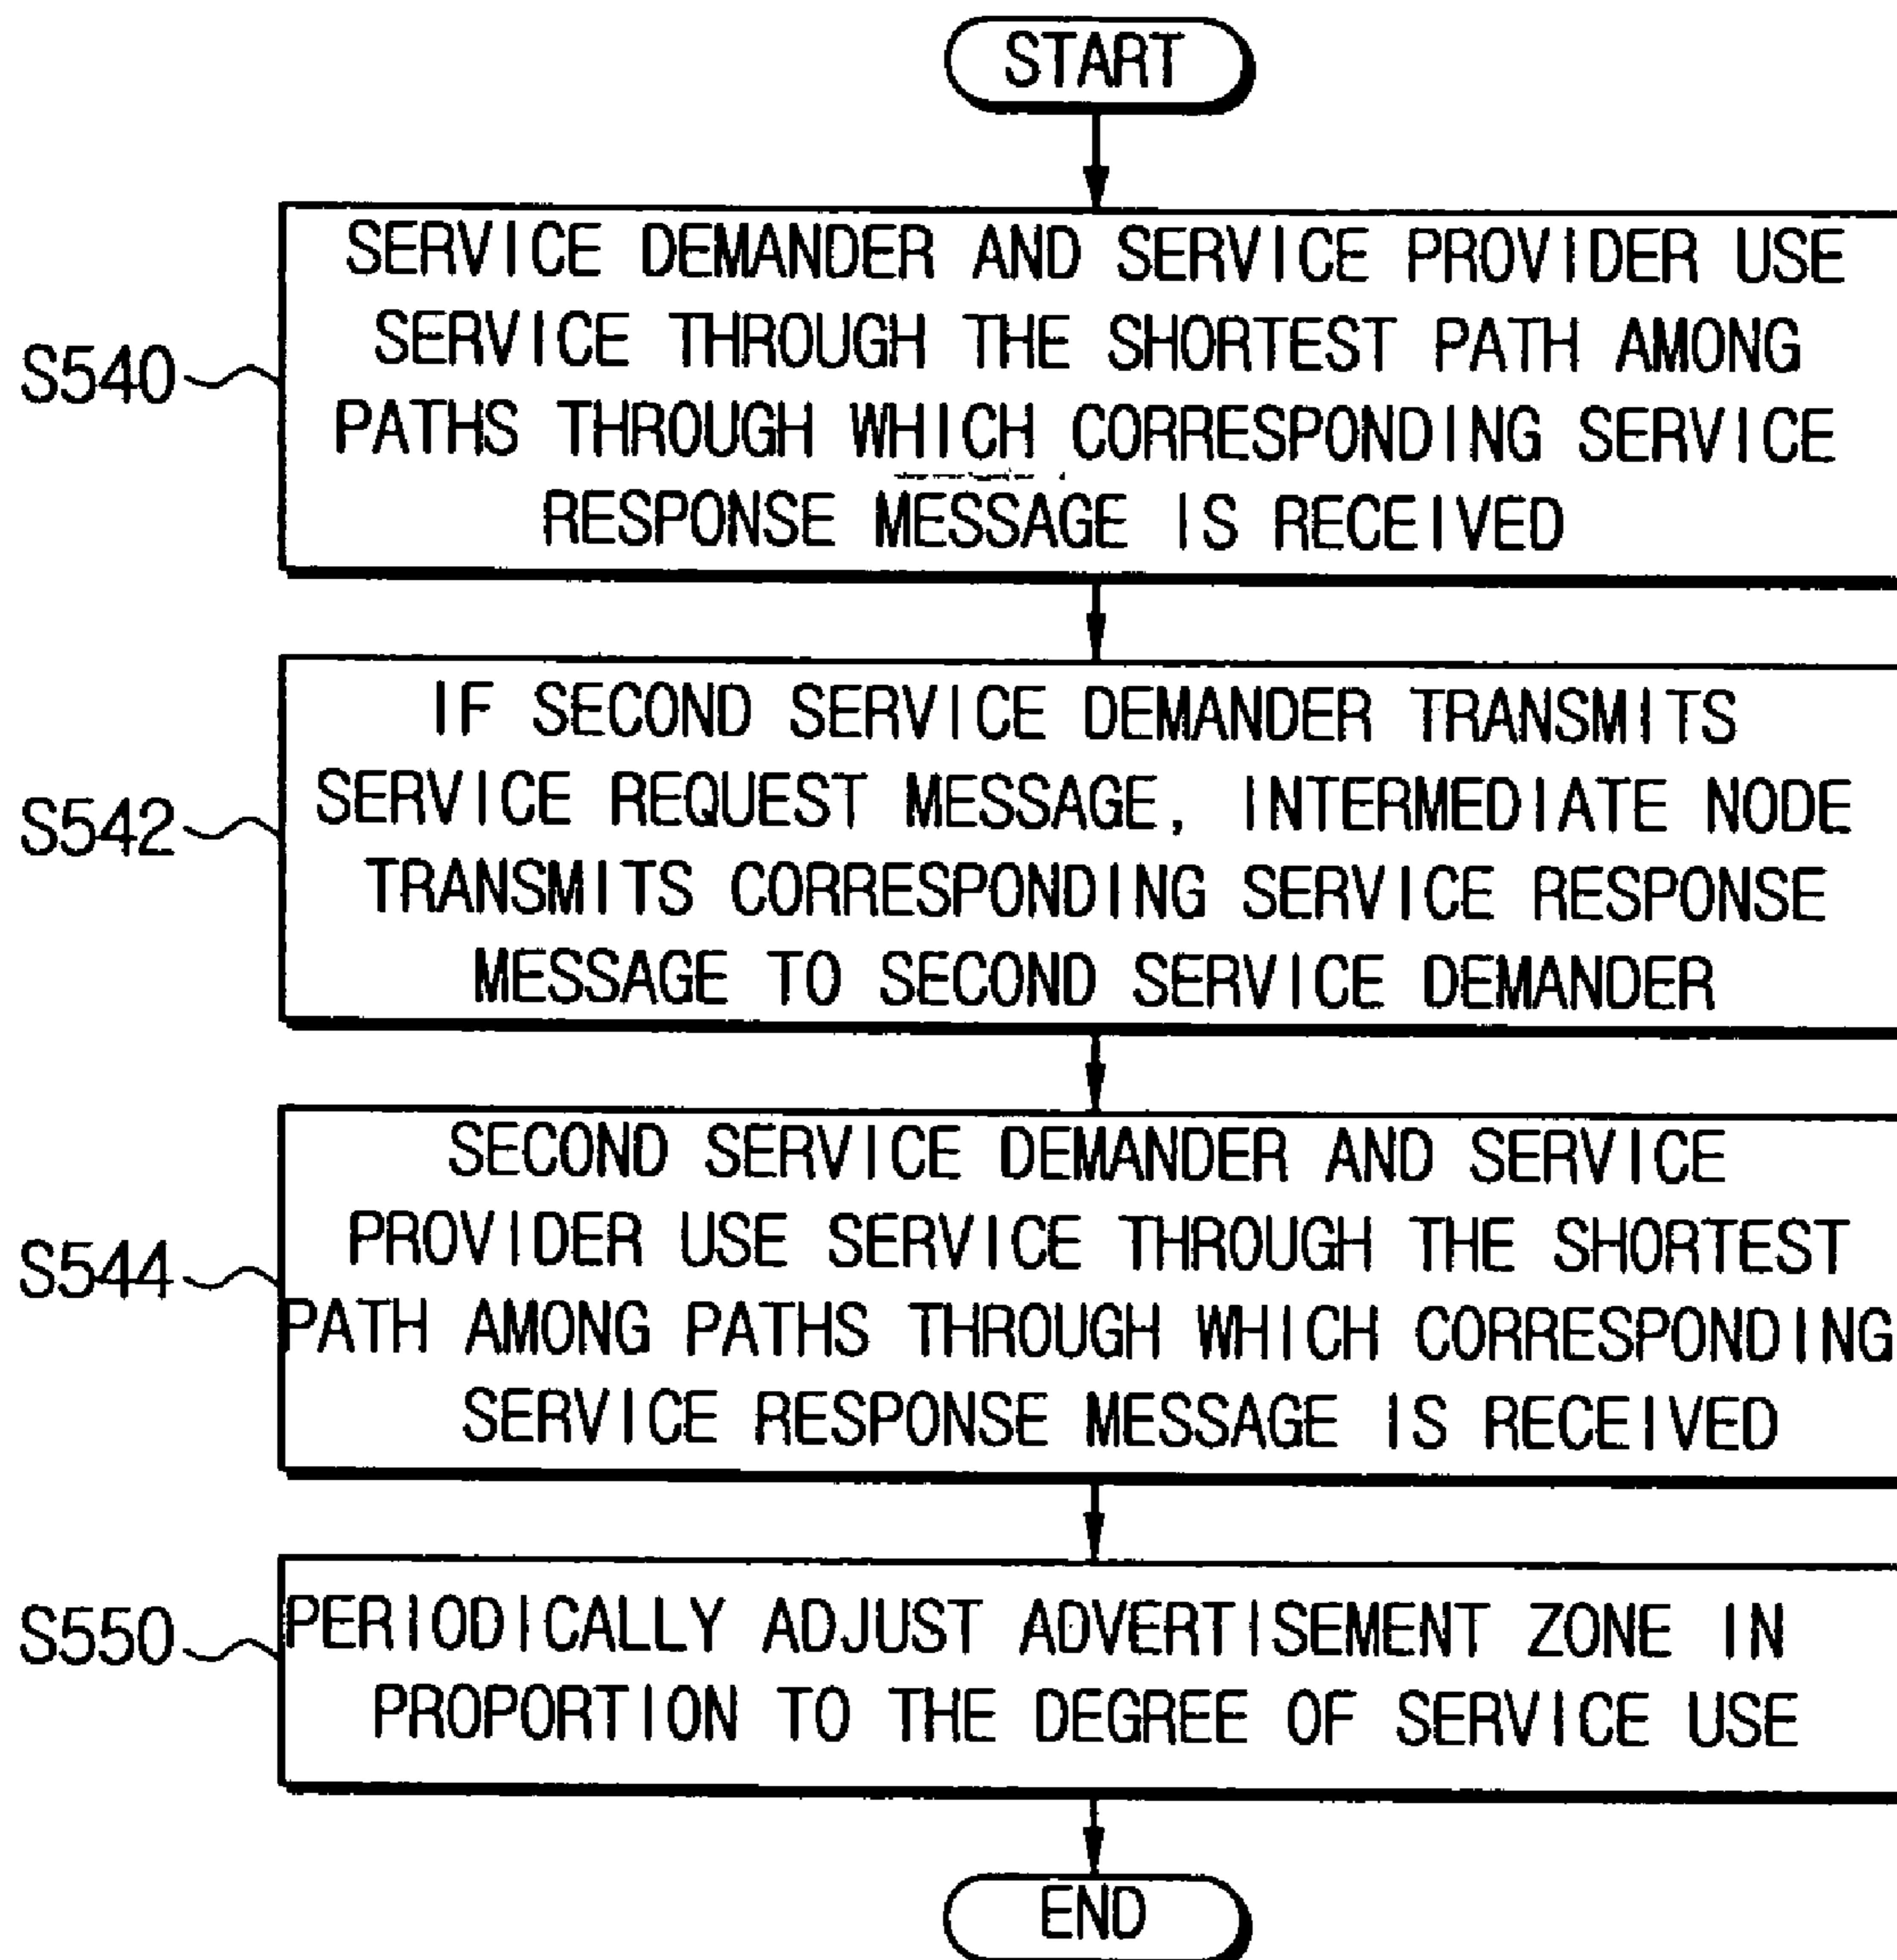 START
SERVICE DEMANDER AND SERVICE PROVIDER USE
SERVICE THROUGH THE SHORTEST PATH AMONG
PATHS THROUGH WHICH CORRESPONDING SERVICE
RESPONSE MESSAGE IS RECEIVED
S540
IF SECOND SERVICE DEMANDER TRANSMITS
SERVICE REQUEST MESSAGE, INTERMEDIATE NODE
TRANSMITS CORRESPONDING SERVICE RESPONSE
MESSAGE TO SECOND SERVICE DEMANDER
S542
SECOND SERVICE DEMANDER AND SERVICE
PROVIDER USE SERVICE THROUGH THE SHORTEST
PATH AMONG PATHS THROUGH WHICH CORRESPONDING
SERVICE RESPONSE MESSAGE IS RECEIVED
S544
PERIODICALLY ADJUST ADVERTISEMENT ZONE IN
PROPORTION TO THE DEGREE OF SERVICE USE
S550
END